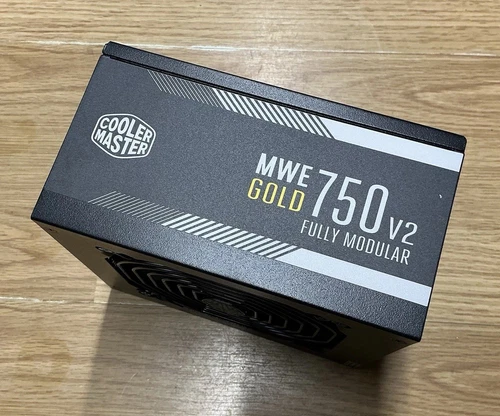 COOLER
MASTER
MWE
GOLD
750 V2
FULLY MODULAR